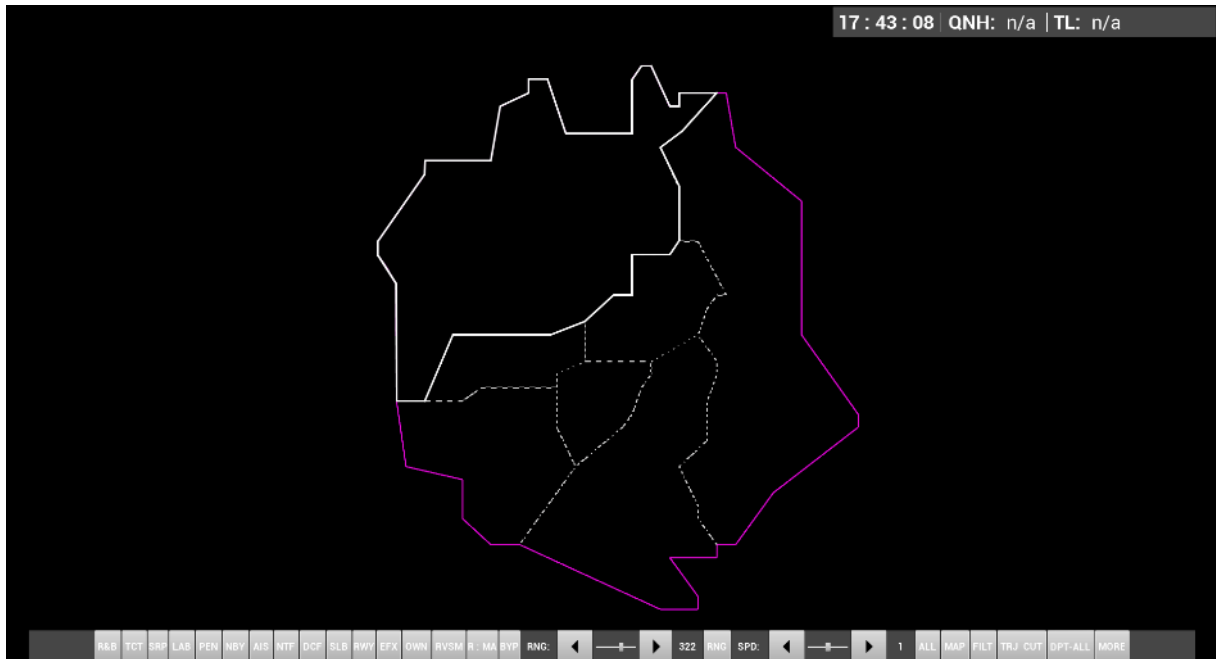 17 : 43 : 08 | QNH: n/a | TL: n/a
R&B TCT SRP LAB PEN NBY AIS NTF DCF SLB RWY EFX OWN RVSM R : MA BYP RNG: 322 RNG SPD: 1 ALL MAP FILT TRJ CUT DPT-ALL MORE